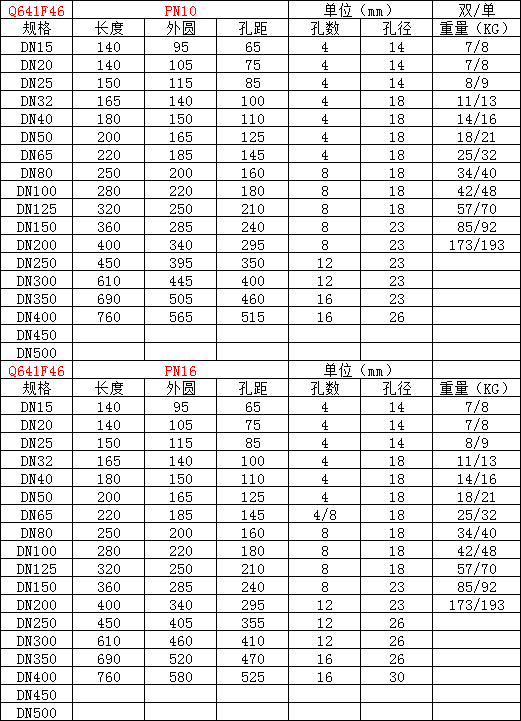 Q641F46 PN10 单位（mm） 双/单
规格 长度 外圆 孔距 孔数 孔径 重量(KG)
DN15 140 95 65 4 14 7/8
DN20 140 105 75 4 14 7/8
DN25 150 115 85 4 14 8/9
DN32 165 140 100 4 18 11/13
DN40 180 150 110 4 18 14/16
DN50 200 165 125 4 18 18/21
DN65 220 185 145 4 18 25/32
DN80 250 200 160 8 18 34/40
DN100 280 220 180 8 18 42/48
DN125 320 250 210 8 18 57/70
DN150 360 285 240 8 23 85/92
DN200 400 340 295 8 23 173/193
DN250 450 395 350 12 23
DN300 610 445 400 12 23
DN350 690 505 460 16 23
DN400 760 565 515 16 26
DN450
DN500
Q641F46 PN16 单位（mm）
规格 长度 外圆 孔距 孔数 孔径 重量(KG)
DN15 140 95 65 4 14 7/8
DN20 140 105 75 4 14 7/8
DN25 150 115 85 4 14 8/9
DN32 165 140 100 4 18 11/13
DN40 180 150 110 4 18 14/16
DN50 200 165 125 4 18 18/21
DN65 220 185 145 4/8 18 25/32
DN80 250 200 160 8 18 34/40
DN100 280 220 180 8 18 42/48
DN125 320 250 210 8 18 57/70
DN150 360 285 240 8 23 85/92
DN200 400 340 295 12 23 173/193
DN250 450 405 355 12 26
DN300 610 460 410 12 26
DN350 690 520 470 16 26
DN400 760 580 525 16 30
DN450
DN500